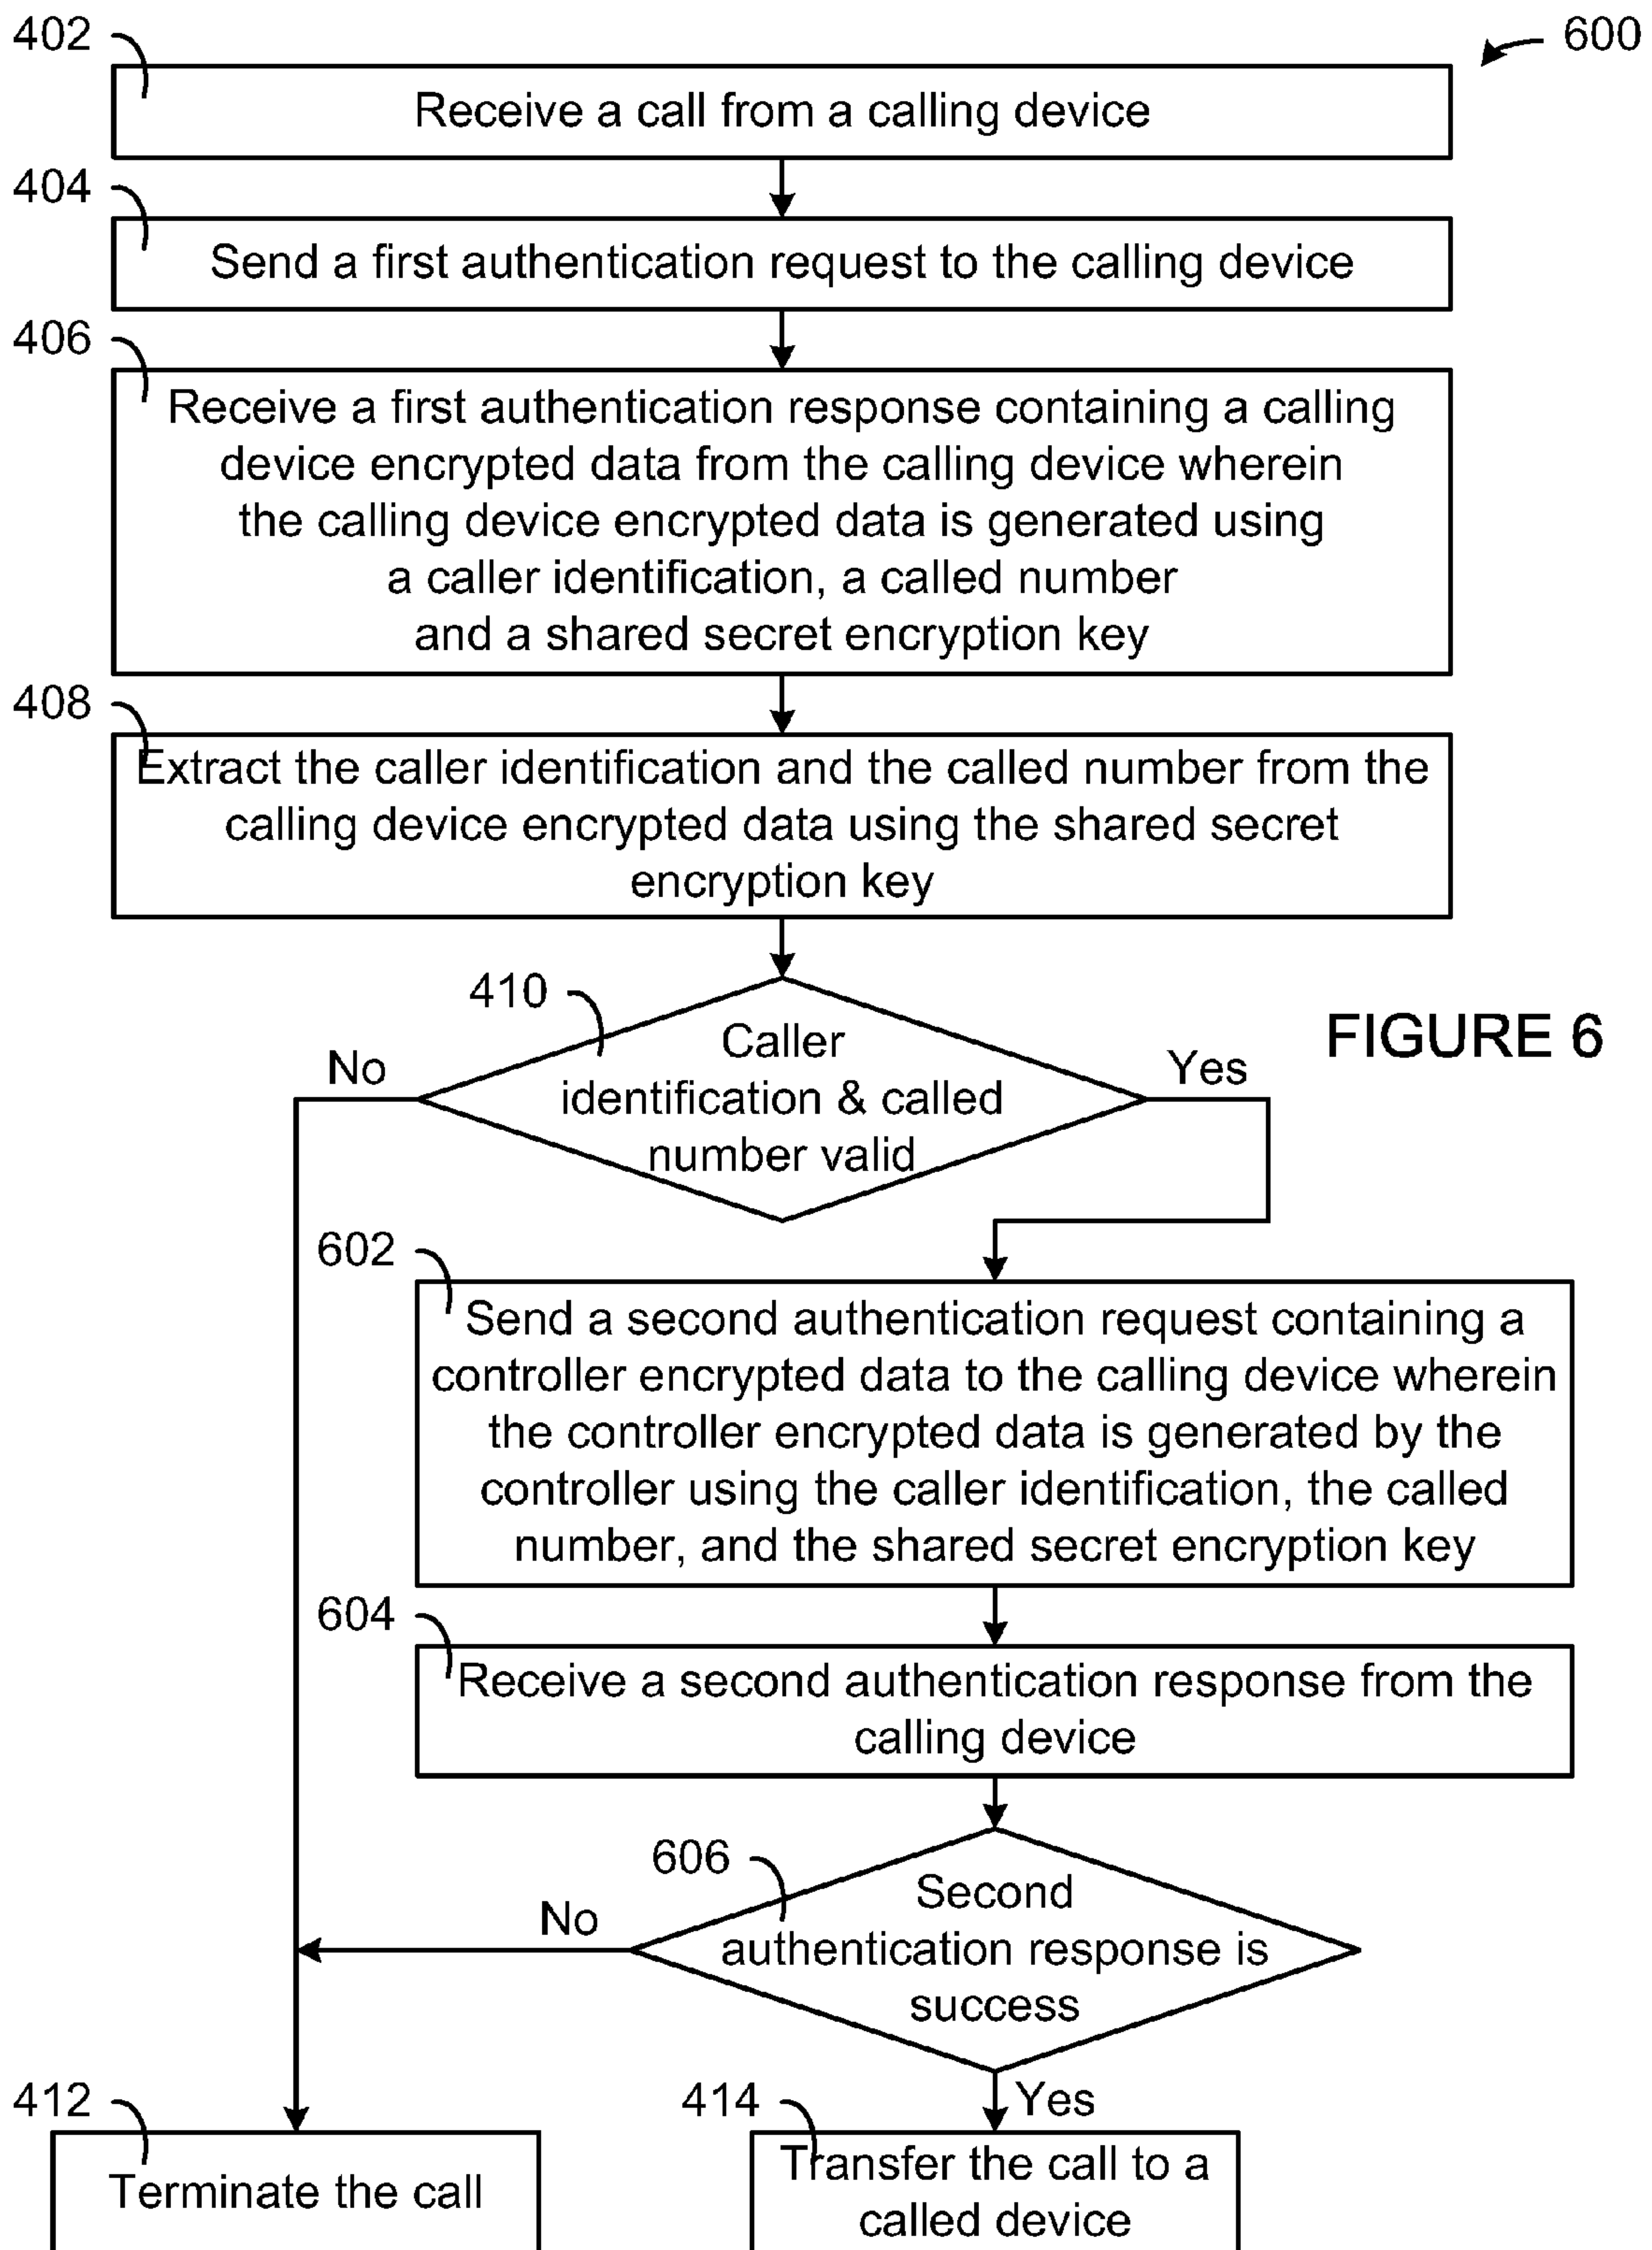 402
600
Receive a call from a calling device
404
Send a first authentication request to the calling device
406
Receive a first authentication response containing a calling
device encrypted data from the calling device wherein
the calling device encrypted data is generated using
a caller identification, a called number
and a shared secret encryption key
408
Extract the caller identification and the called number from the
calling device encrypted data using the shared secret
encryption key
410
FIGURE 6
Caller
identification & called
number valid
No
Yes
602
Send a second authentication request containing a
controller encrypted data to the calling device wherein
the controller encrypted data is generated by the
controller using the caller identification, the called
number, and the shared secret encryption key
604
Receive a second authentication response from the
calling device
606
Second
authentication response is
success
No
Yes
412
Terminate the call
414
Transfer the call to a
called device